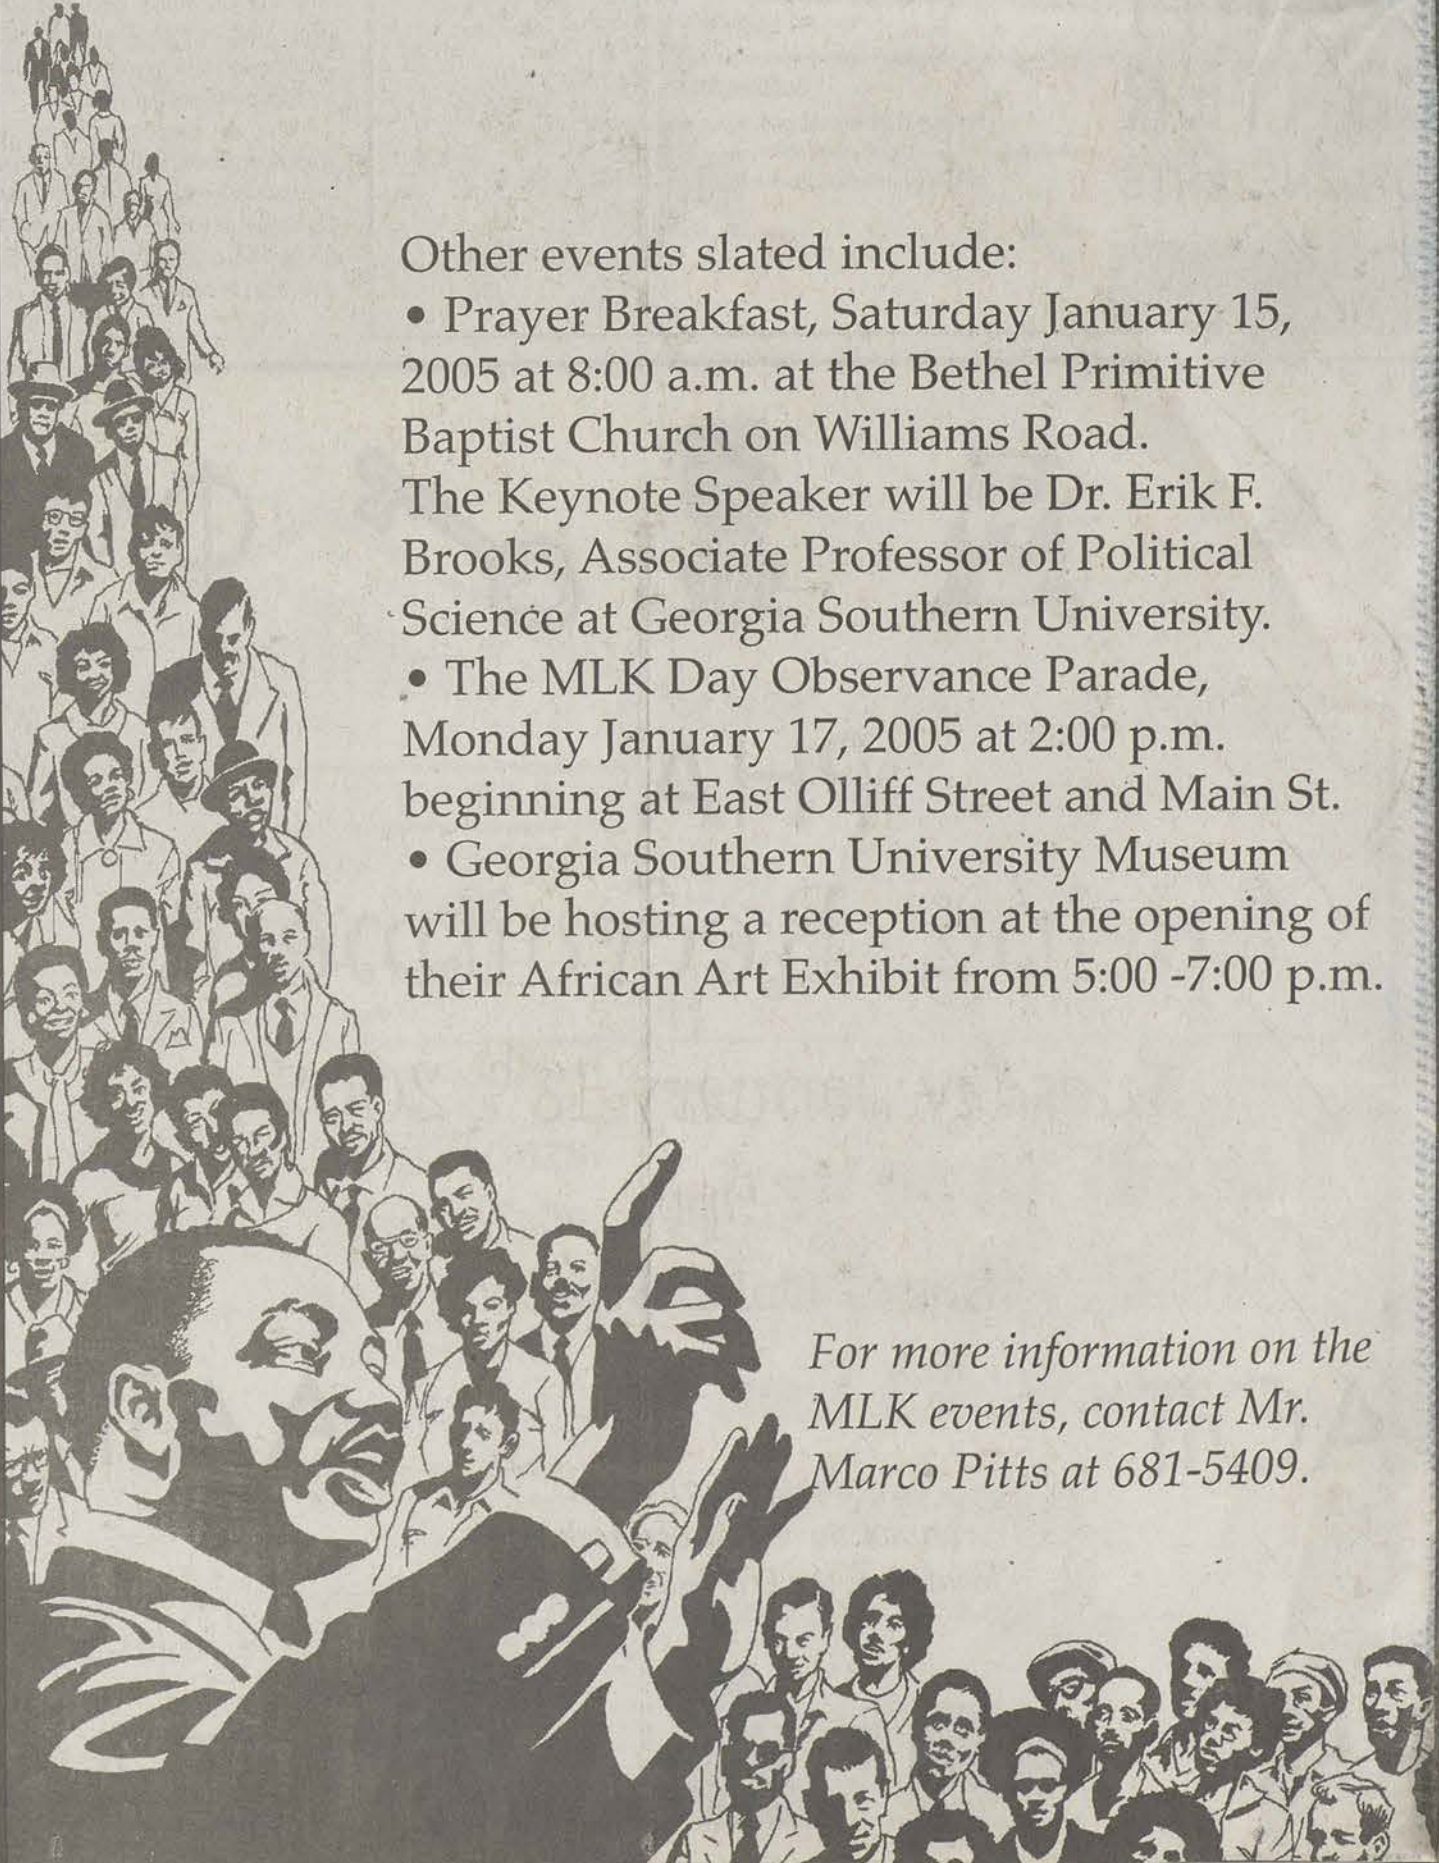 Other events slated include:
• Prayer Breakfast, Saturday January 15,
2005 at 8:00 a.m. at the Bethel Primitive
Baptist Church on Williams Road.
The Keynote Speaker will be Dr. Erik F.
Brooks, Associate Professor of Political
Science at Georgia Southern University.
• The MLK Day Observance Parade,
Monday January 17, 2005 at 2:00 p.m.
beginning at East Olliff Street and Main St.
• Georgia Southern University Museum
will be hosting a reception at the opening of
their African Art Exhibit from 5:00 -7:00 p.m.
For more information on the
MLK events, contact Mr.
Marco Pitts at 681-5409.